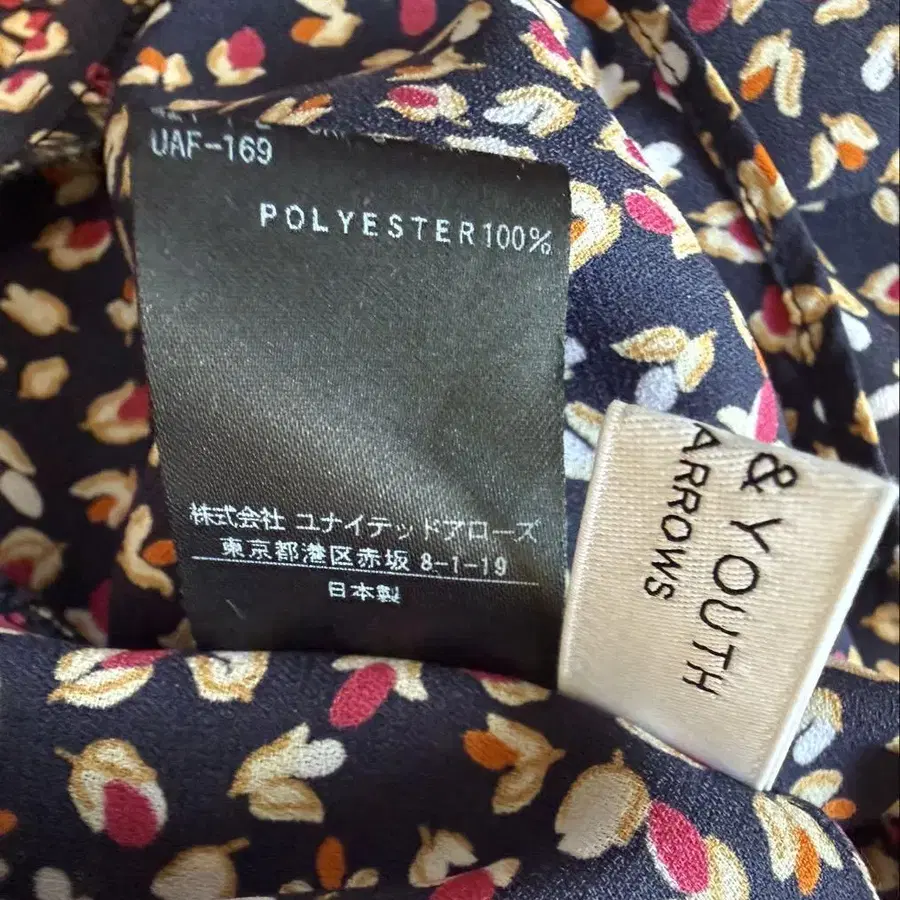 UAF-169
POLYESTER100%
株式会社 ユナイテッドアローズ
東京都港区赤坂 8-1-19
日本製
& YOUTH
ARROWS